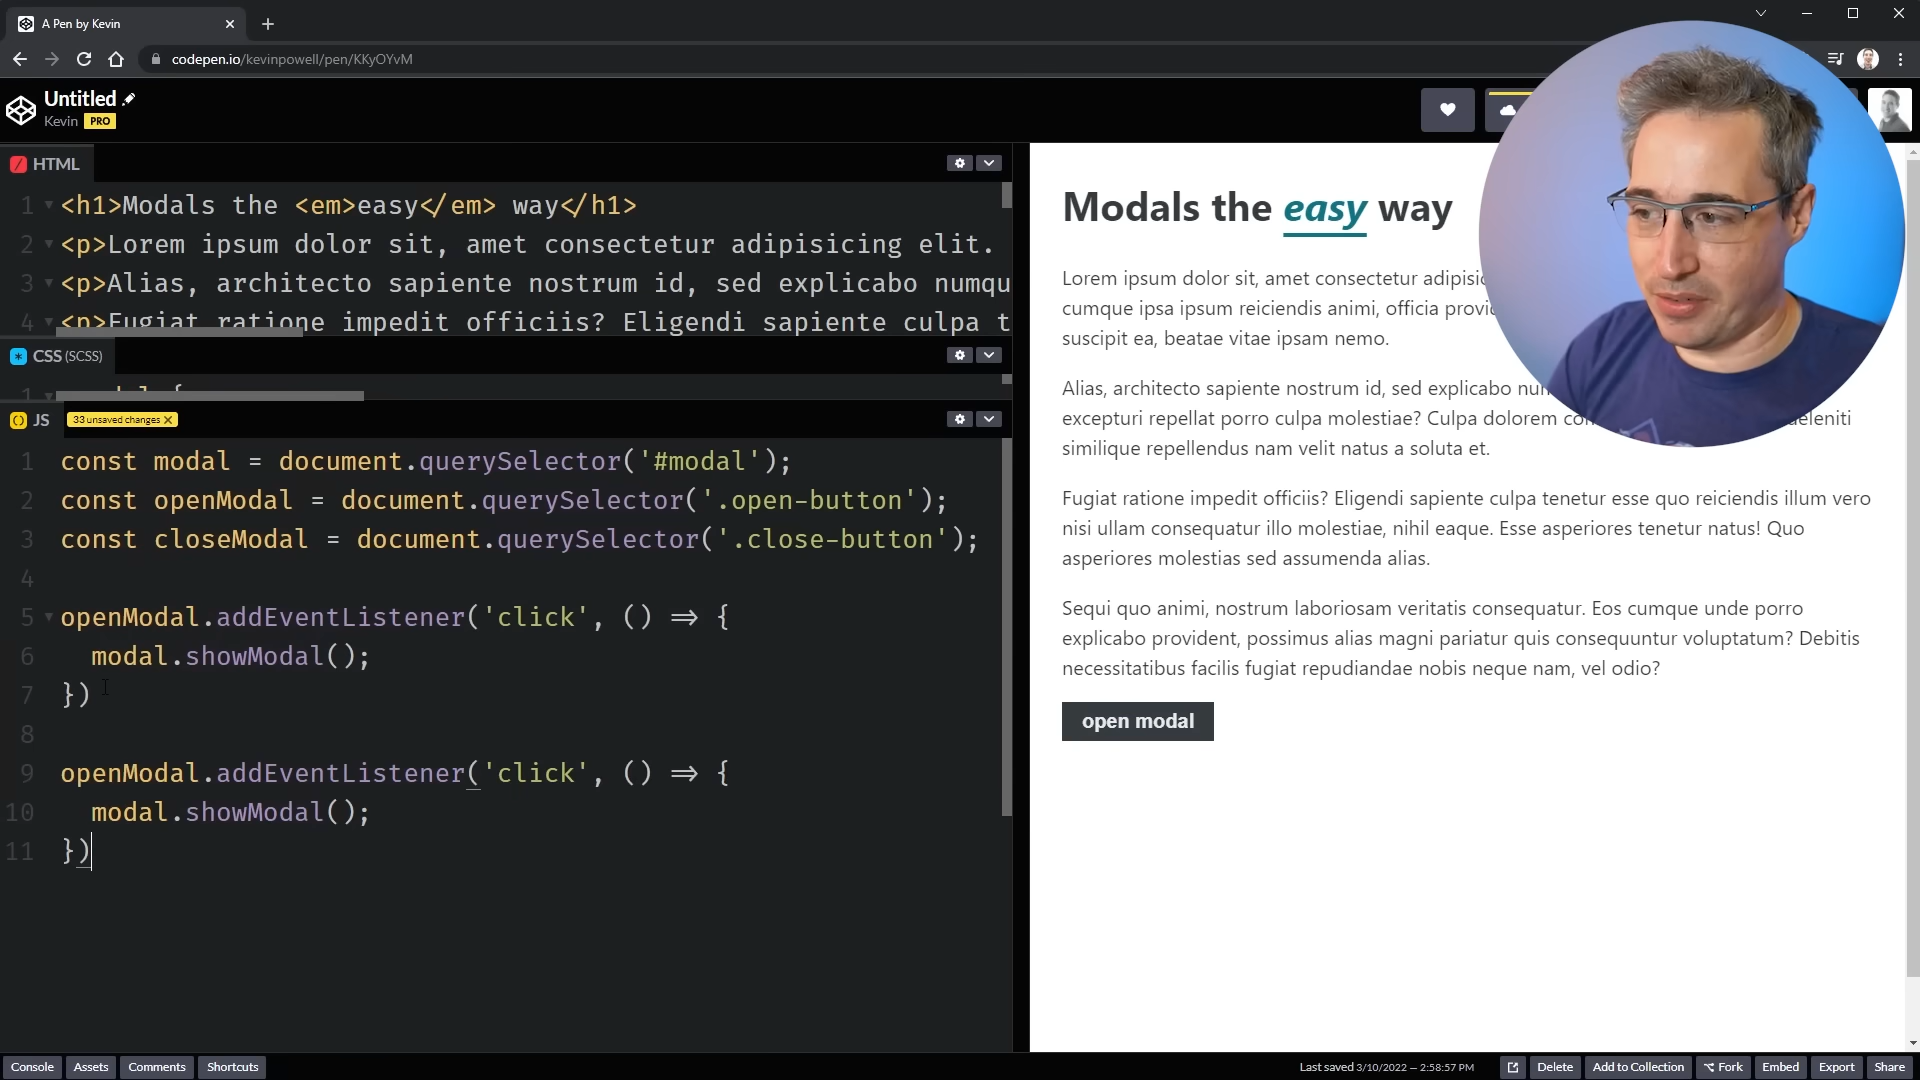 A Pen by Kevin
codepen.io/kevinpowell/pen/KKyOYvM
Untitled
Kevin PRO
HTML
1 <h1>Modals the <em>easy</em> way</h1>
2 <p>Lorem ipsum dolor sit, amet consectetur adipisicing elit.
3 <p>Alias, architecto sapiente nostrum id, sed explicabo numqu
4 <p>Fugiat ratione impedit officiis? Eligendi sapiente culpa t
CSS (SCSS)
1
JS 33 unsaved changes X
1 const modal = document.querySelector('#modal');
2 const openModal = document.querySelector('.open-button');
3 const closeModal = document.querySelector('.close-button');
4
5 openModal.addEventListener('click', () => {
6 modal.showModal();
7 })
8
9 openModal.addEventListener('click', () => {
10 modal.showModal();
11 })
Modals the easy way
Lorem ipsum dolor sit, amet consectetur
cumque ipsa ipsum reiciendis animi, officia
suscipit ea, beatae vitae ipsam nemo.
Alias, architecto sapiente nostrum id, sed explicabo
excepturi repellat porro culpa molestiae? Culpa dolorem
similique repellendus nam velit natus a soluta et.
Fugiat ratione impedit officiis? Eligendi sapiente culpa tenetur esse quo reiciendis illum vero
nisi ullam consequatur illo molestiae, nihil eaque. Esse asperiores tenetur natus! Quo
asperiores molestias sed assumenda alias.
Sequi quo animi, nostrum laboriosam veritatis consequatur. Eos cumque unde porro
explicabo provident, possimus alias magni pariatur quis consequuntur voluptatum? Debitis
necessitatibus facilis fugiat repudiandae nobis neque nam, vel odio?
open modal
Console Assets Comments Shortcuts
Last saved 3/10/2022 — 2:58:57 PM Delete Add to Collection Fork Embed Export Share